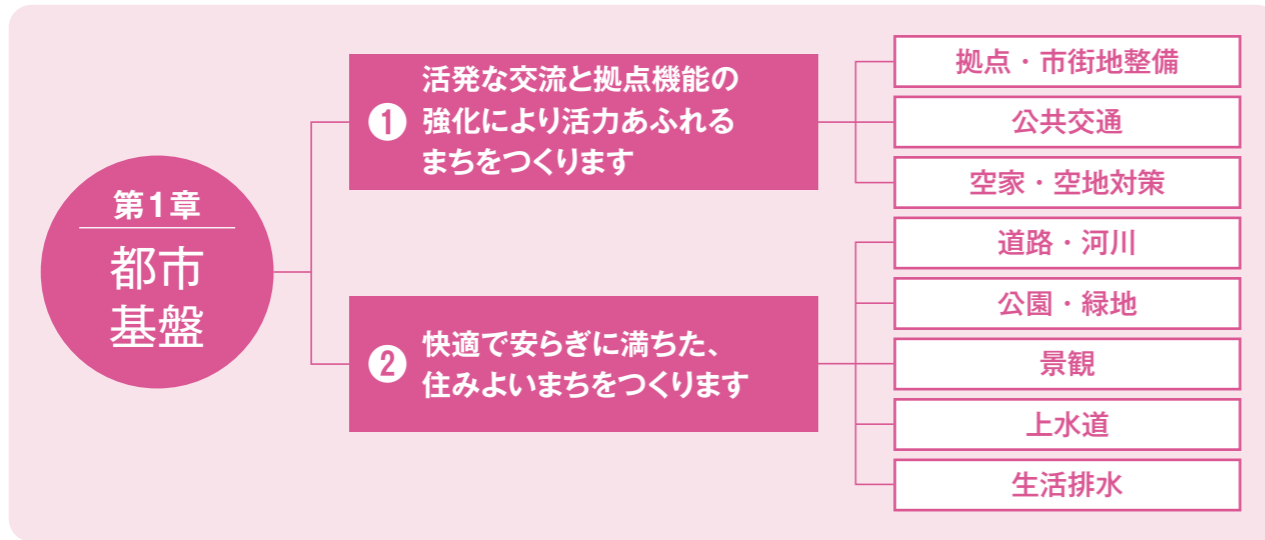 第1章
都市
基盤
❶
活発な交流と拠点機能の
強化により活力あふれる
まちをつくります
拠点・市街地整備
公共交通
空家・空地対策
❷
快適で安らぎに満ちた、
住みよいまちをつくります
道路・河川
公園・緑地
景観
上水道
生活排水